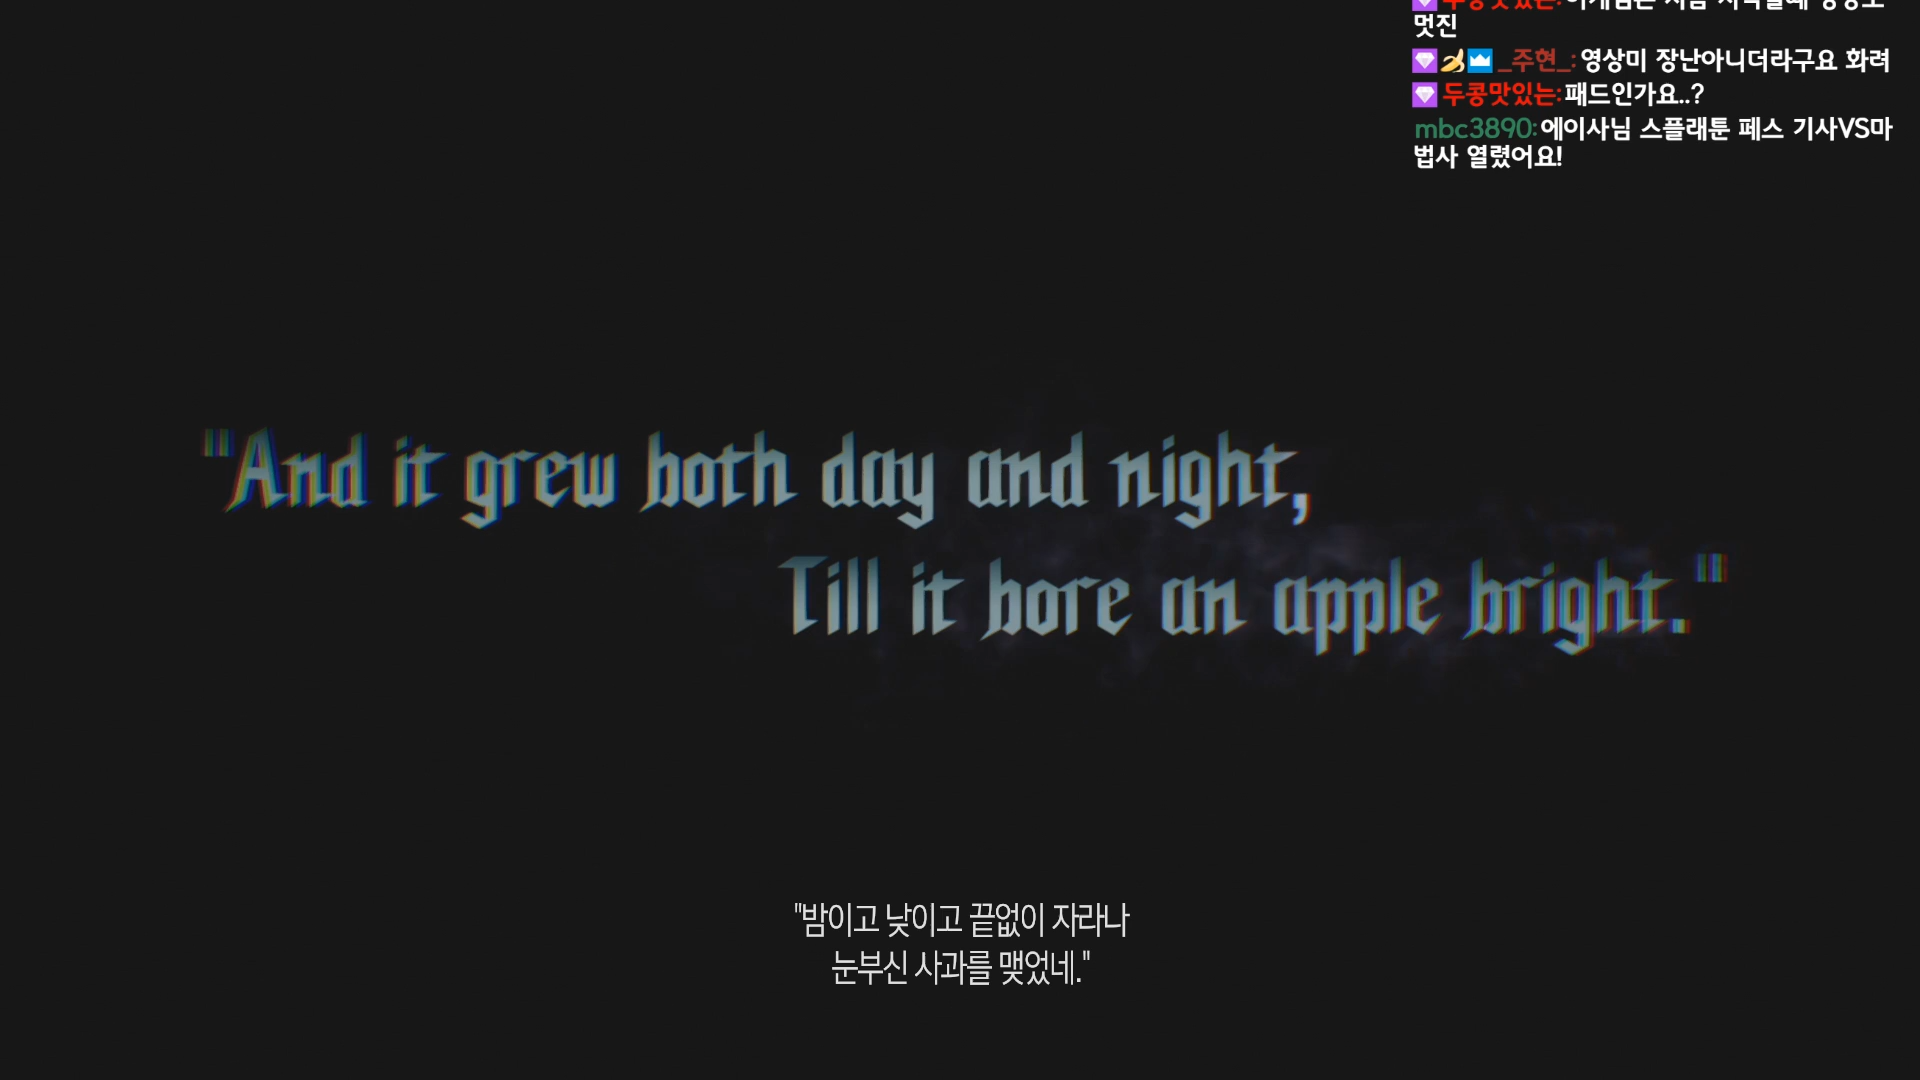 멋진
_주현_: 영상미 장난아니더라구요 화려
두콩맛있는: 패드인가요..?
mbc3890: 에이사님 스플래툰 페스 기사VS마
법사 열렸어요!
"And it grew both day and night,
Till it bore an apple bright."
"밤이고 낮이고 끝없이 자라나
눈부신 사과를 맺었네."